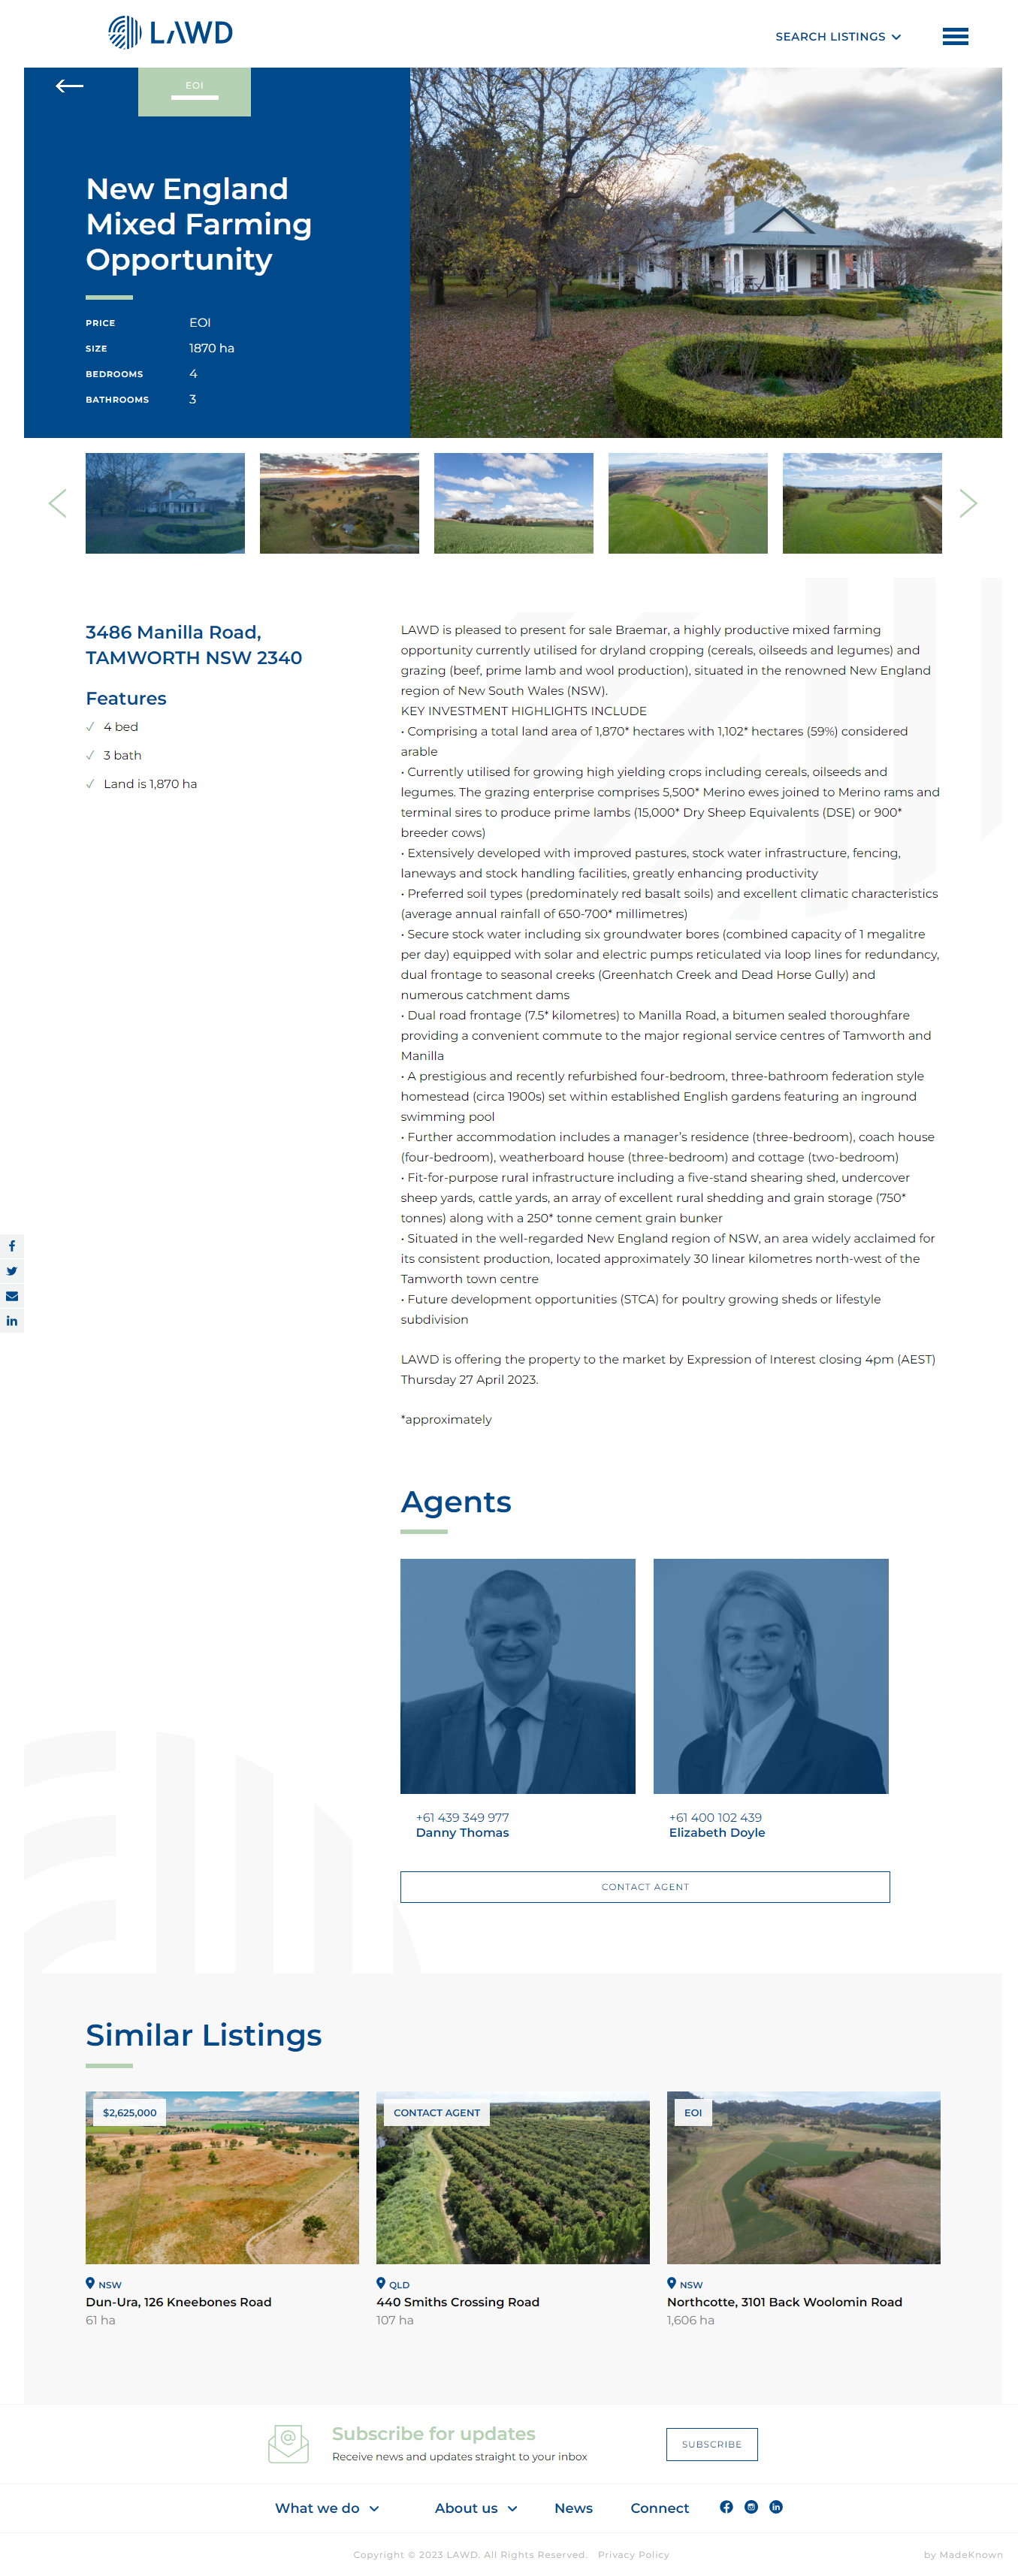 LAWD
SEARCH LISTINGS
EOI
New England
Mixed Farming
Opportunity
PRICE EOI
SIZE 1870 ha
BEDROOMS 4
BATHROOMS 3
3486 Manilla Road,
TAMWORTH NSW 2340
Features
4 bed
3 bath
Land is 1,870 ha
LAWD is pleased to present for sale Braemar, a highly productive mixed farming
opportunity currently utilised for dryland cropping (cereals, oilseeds and legumes) and
grazing (beef, prime lamb and wool production), situated in the renowned New England
region of New South Wales (NSW).
KEY INVESTMENT HIGHLIGHTS INCLUDE
• Comprising a total land area of 1,870* hectares with 1,102* hectares (59%) considered
arable
• Currently utilised for growing high yielding crops including cereals, oilseeds and
legumes. The grazing enterprise comprises 5,500* Merino ewes joined to Merino rams and
terminal sires to produce prime lambs (15,000* Dry Sheep Equivalents (DSE) or 900*
breeder cows)
• Extensively developed with improved pastures, stock water infrastructure, fencing,
laneways and stock handling facilities, greatly enhancing productivity
• Preferred soil types (predominately red basalt soils) and excellent climatic characteristics
(average annual rainfall of 650-700* millimetres)
• Secure stock water including six groundwater bores (combined capacity of 1 megalitre
per day) equipped with solar and electric pumps reticulated via loop lines for redundancy,
dual frontage to seasonal creeks (Greenhatch Creek and Dead Horse Gully) and
numerous catchment dams
• Dual road frontage (7.5* kilometres) to Manilla Road, a bitumen sealed thoroughfare
providing a convenient commute to the major regional service centres of Tamworth and
Manilla
• A prestigious and recently refurbished four-bedroom, three-bathroom federation style
homestead (circa 1900s) set within established English gardens featuring an inground
swimming pool
• Further accommodation includes a manager's residence (three-bedroom), coach house
(four-bedroom), weatherboard house (three-bedroom) and cottage (two-bedroom)
• Fit-for-purpose rural infrastructure including a five-stand shearing shed, undercover
sheep yards, cattle yards, an array of excellent rural shedding and grain storage (750*
tonnes) along with a 250* tonne cement grain bunker
• Situated in the well-regarded New England region of NSW, an area widely acclaimed for
its consistent production, located approximately 30 linear kilometres north-west of the
Tamworth town centre
• Future development opportunities (STCA) for poultry growing sheds or lifestyle
subdivision
LAWD is offering the property to the market by Expression of Interest closing 4pm (AEST)
Thursday 27 April 2023.
*approximately
Agents
+61 439 349 977
Danny Thomas
+61 400 102 439
Elizabeth Doyle
CONTACT AGENT
Similar Listings
$2,625,000
NSW
Dun-Ura, 126 Kneebones Road
61 ha
CONTACT AGENT
QLD
440 Smiths Crossing Road
107 ha
EOI
NSW
Northcotte, 3101 Back Woolomin Road
1,606 ha
Subscribe for updates
Receive news and updates straight to your inbox
SUBSCRIBE
What we do About us News Connect
Copyright © 2023 LAWD. All Rights Reserved. Privacy Policy
by MadeKnown